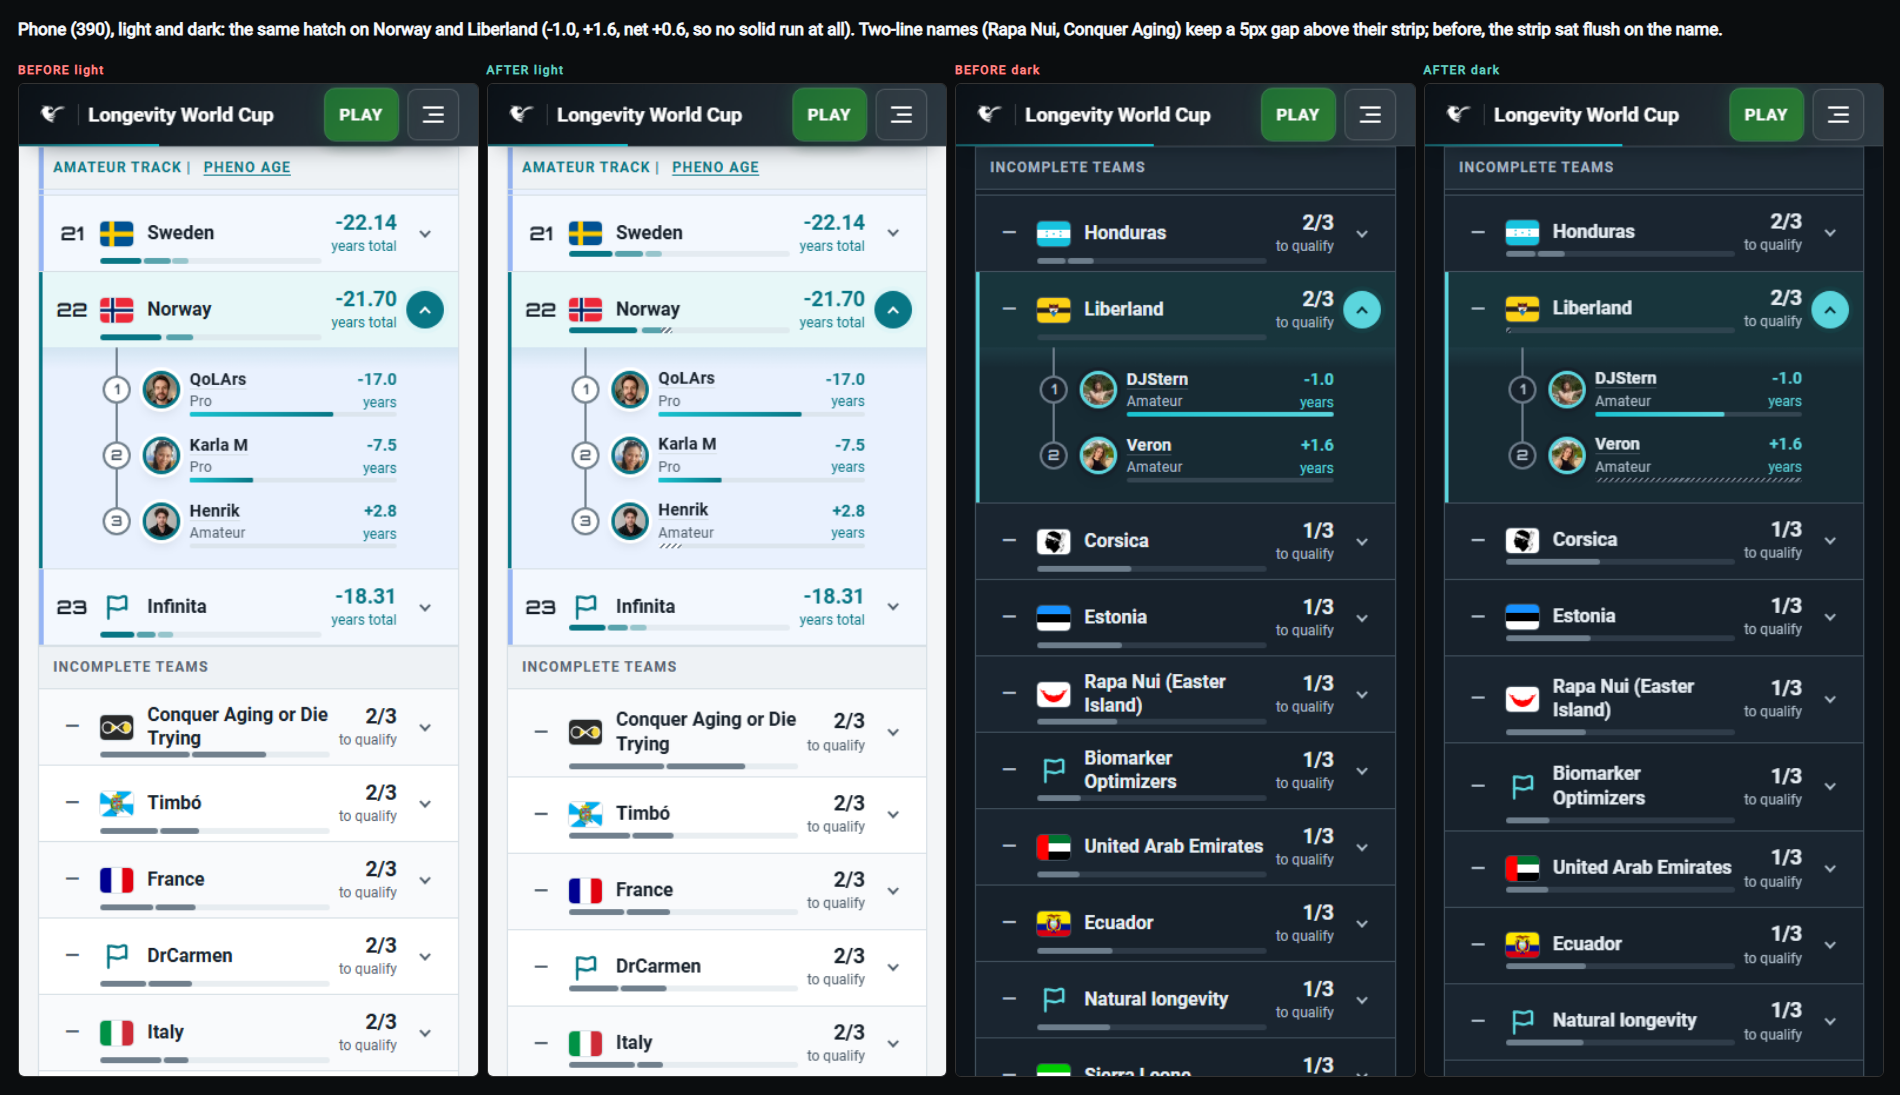 Phone (390), light and dark: the same hatch on Norway and Liberland (-1.0, +1.6, net +0.6, so no solid run at all). Two-line names (Rapa Nui, Conquer Aging) keep a 5px gap above their strip; before, the strip sat flush on the name.
BEFORE light
Longevity World Cup
PLAY
AMATEUR TRACK | PHENO AGE
21
Sweden
-22.14
years total
22
Norway
-21.70
years total
1
QoLArs
Pro
-17.0
years
2
Karla M
Pro
-7.5
years
3
Henrik
Amateur
+2.8
years
23
Infinita
-18.31
years total
INCOMPLETE TEAMS
–
Conquer Aging or Die
Trying
2/3
to qualify
–
Timbó
2/3
to qualify
–
France
2/3
to qualify
–
DrCarmen
2/3
to qualify
–
Italy
2/3
to qualify
AFTER light
Longevity World Cup
PLAY
AMATEUR TRACK | PHENO AGE
21
Sweden
-22.14
years total
22
Norway
-21.70
years total
1
QoLArs
Pro
-17.0
years
2
Karla M
Pro
-7.5
years
3
Henrik
Amateur
+2.8
years
23
Infinita
-18.31
years total
INCOMPLETE TEAMS
–
Conquer Aging or Die
Trying
2/3
to qualify
–
Timbó
2/3
to qualify
–
France
2/3
to qualify
–
DrCarmen
2/3
to qualify
–
Italy
2/3
to qualify
BEFORE dark
Longevity World Cup
PLAY
INCOMPLETE TEAMS
–
Honduras
2/3
to qualify
–
Liberland
2/3
to qualify
1
DJStern
Amateur
-1.0
years
2
Veron
Amateur
+1.6
years
–
Corsica
1/3
to qualify
–
Estonia
1/3
to qualify
–
Rapa Nui (Easter
Island)
1/3
to qualify
–
Biomarker
Optimizers
1/3
to qualify
–
United Arab Emirates
1/3
to qualify
–
Ecuador
1/3
to qualify
–
Natural longevity
1/3
to qualify
Sierra Leone
1/3
AFTER dark
Longevity World Cup
PLAY
INCOMPLETE TEAMS
–
Honduras
2/3
to qualify
–
Liberland
2/3
to qualify
1
DJStern
Amateur
-1.0
years
2
Veron
Amateur
+1.6
years
–
Corsica
1/3
to qualify
–
Estonia
1/3
to qualify
–
Rapa Nui (Easter
Island)
1/3
to qualify
–
Biomarker
Optimizers
1/3
to qualify
–
United Arab Emirates
1/3
to qualify
–
Ecuador
1/3
to qualify
–
Natural longevity
1/3
to qualify